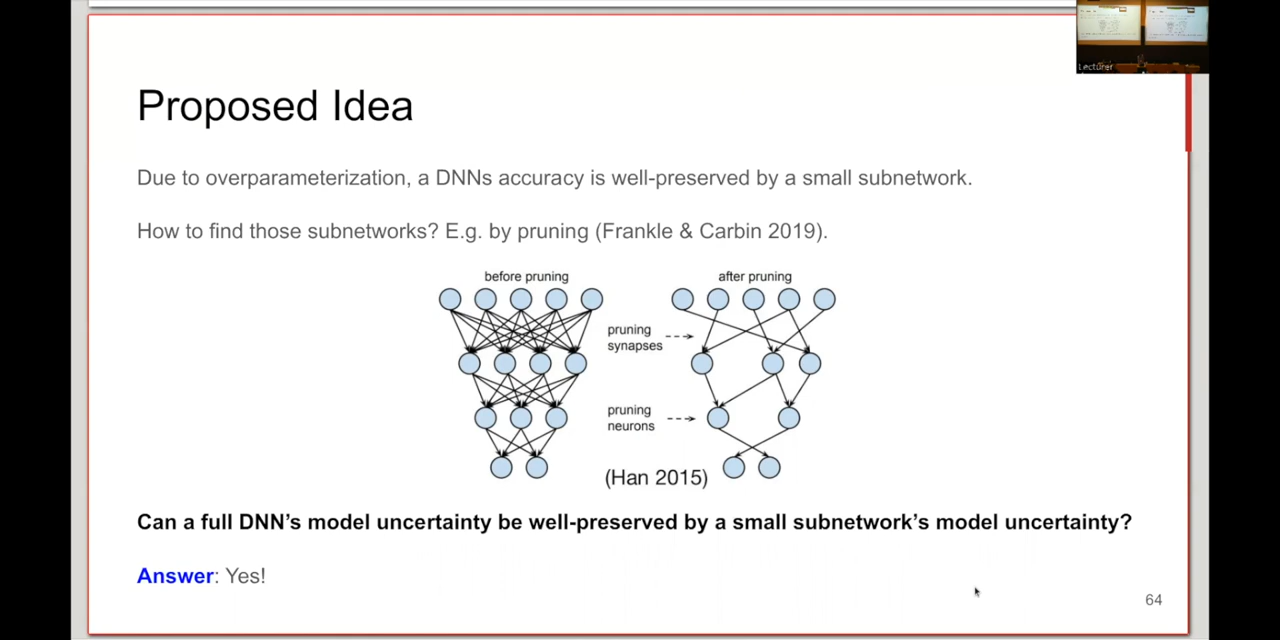 Lecturer
Proposed Idea
Due to overparameterization, a DNNs accuracy is well-preserved by a small subnetwork.
How to find those subnetworks? E.g. by pruning (Frankle & Carbin 2019).
before pruning
after pruning
pruning
synapses
pruning
neurons
(Han 2015)
Can a full DNN's model uncertainty be well-preserved by a small subnetwork's model uncertainty?
Answer: Yes!
64